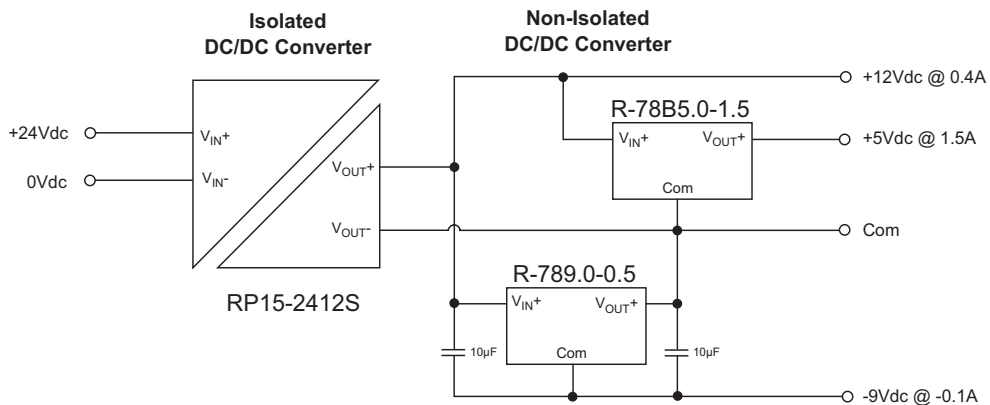 Isolated
DC/DC Converter
Non-Isolated
DC/DC Converter
+12Vdc @ 0.4A
R-78B5.0-1.5
+24Vdc
VIN+
VIN+
VOUT+
+5Vdc @ 1.5A
0Vdc
VIN-
VOUT+
Com
VOUT-
Com
R-789.0-0.5
RP15-2412S
VIN+
VOUT+
10µF
Com
10µF
-9Vdc @ -0.1A